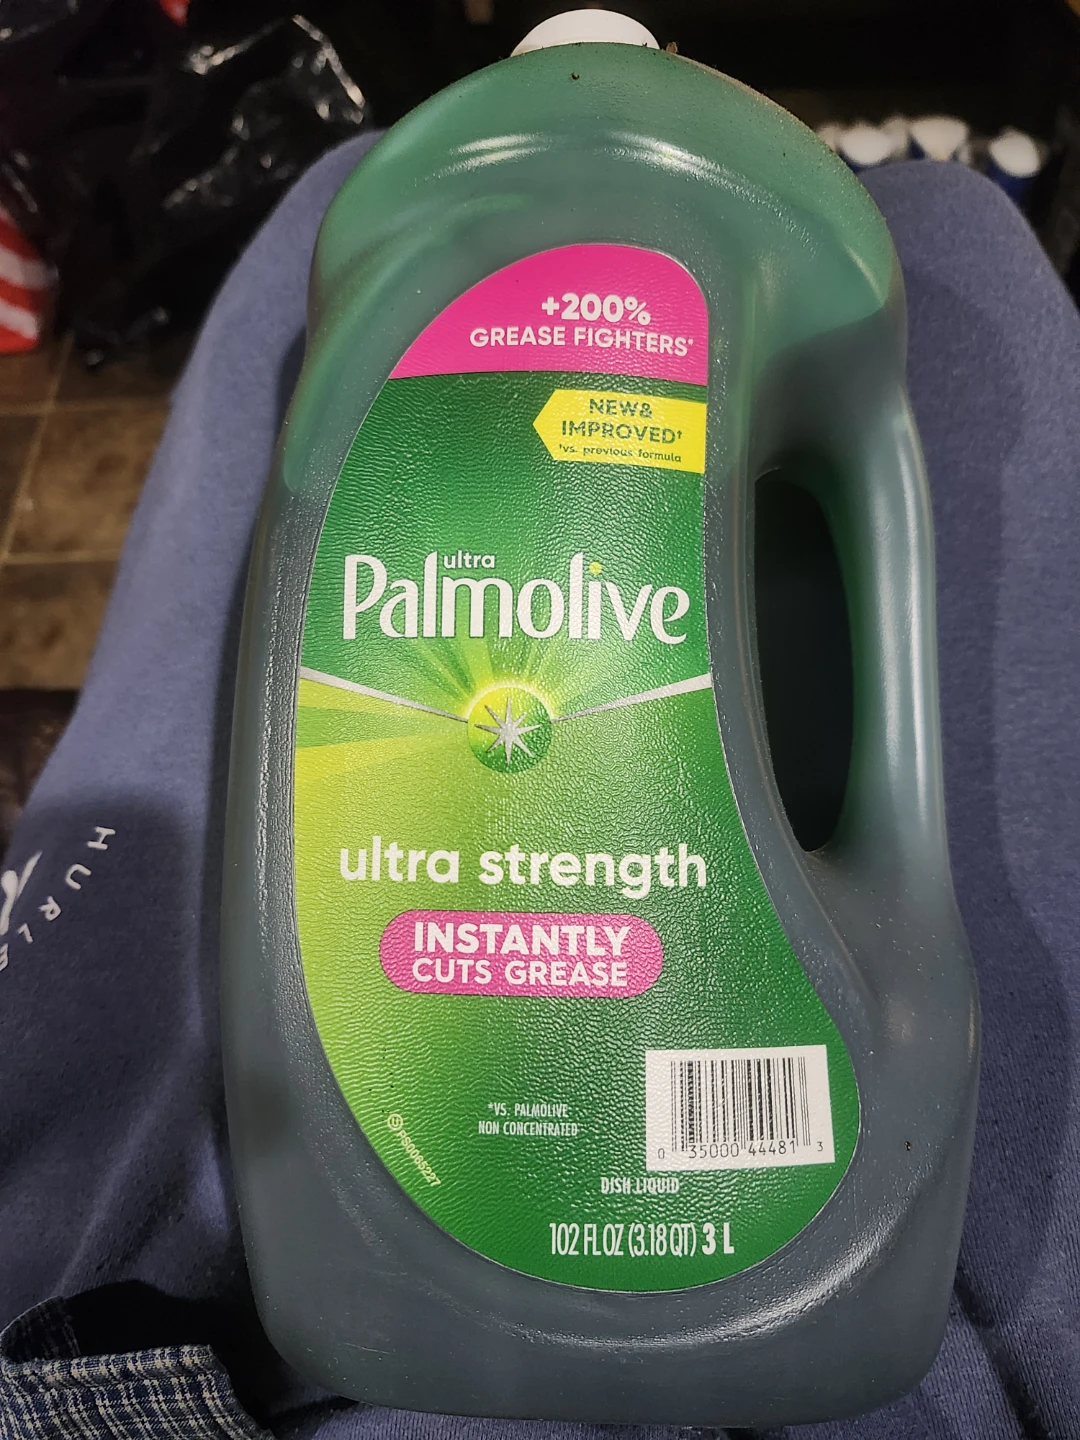 +200%
GREASE FIGHTERS*
NEW&
IMPROVED†
†vs. previous formula
ultra
Palmolive
ultra strength
INSTANTLY
CUTS GREASE
*VS. PALMOLIVE
NON CONCENTRATED
0 35000 44481 3
DISH LIQUID
102 FL OZ (3.18 QT) 3 L
HURLE